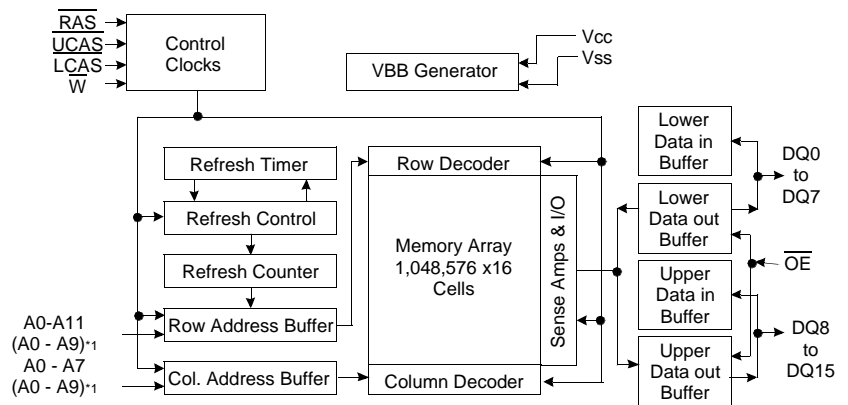 RAS
UCAS
LCAS
W
Control
Clocks
VBB Generator
Vcc
Vss
Refresh Timer
Refresh Control
Refresh Counter
Row Address Buffer
Col. Address Buffer
A0-A11
(A0 - A9)*1
A0 - A7
(A0 - A9)*1
Row Decoder
Memory Array
1,048,576 x16
Cells
Column Decoder
Sense Amps & I/O
Lower
Data in
Buffer
Lower
Data out
Buffer
Upper
Data in
Buffer
Upper
Data out
Buffer
DQ0
to
DQ7
OE
DQ8
to
DQ15